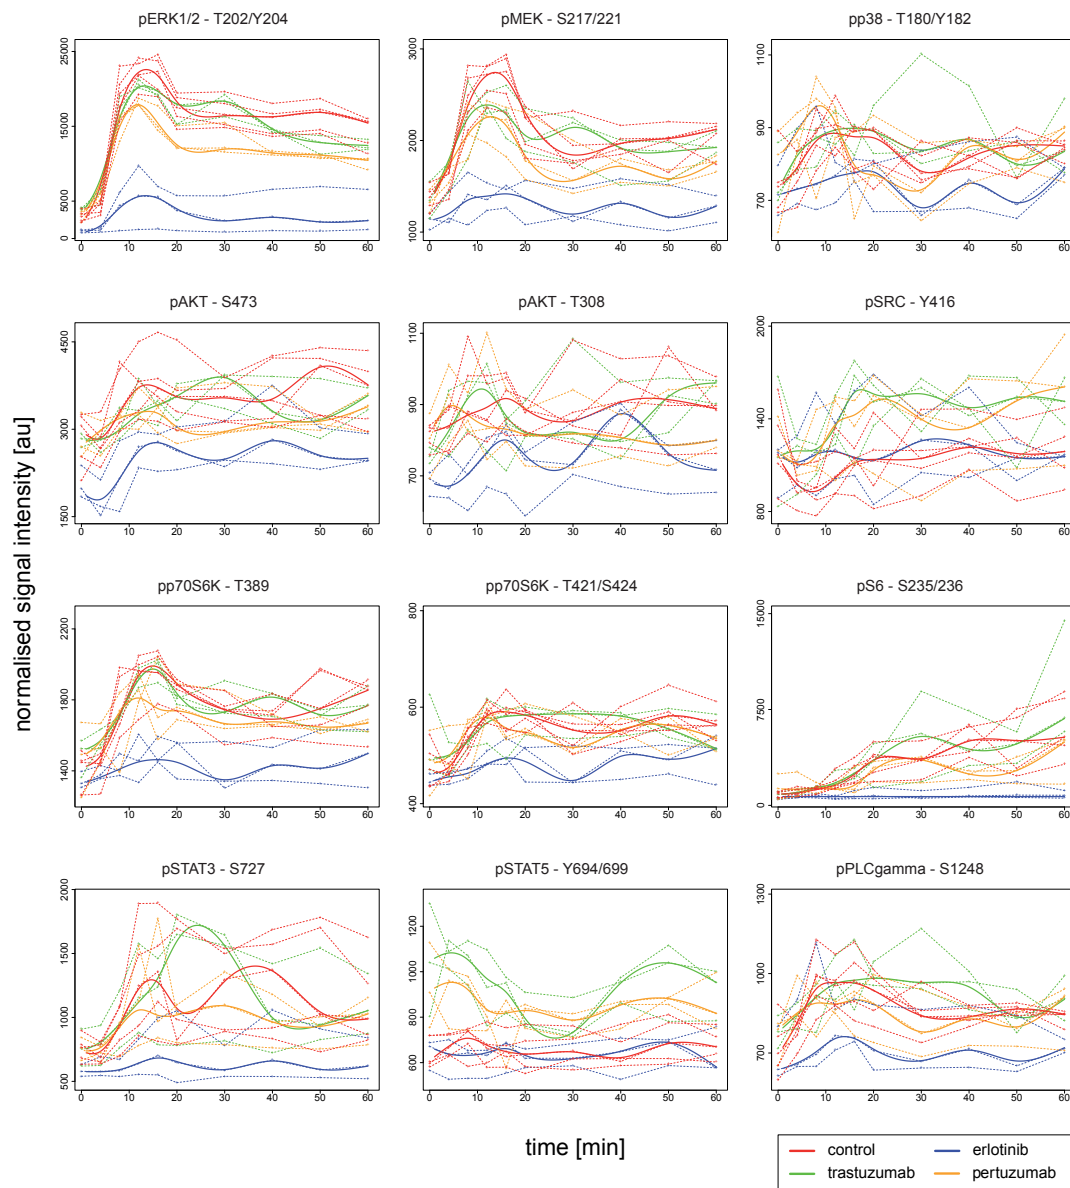 pERK1/2 - T202/Y204
pMEK - S217/221
pp38 - T180/Y182
25000
15000
5000
0
0 10 20 30 40 50 60
3000
2000
1000
0 10 20 30 40 50 60
1100
900
700
0 10 20 30 40 50 60
pAKT - S473
pAKT - T308
pSRC - Y416
4500
3000
1500
0 10 20 30 40 50 60
1100
900
700
0 10 20 30 40 50 60
2000
1400
800
0 10 20 30 40 50 60
normalised signal intensity [au]
pp70S6K - T389
pp70S6K - T421/S424
pS6 - S235/236
2200
1800
1400
0 10 20 30 40 50 60
800
600
400
0 10 20 30 40 50 60
15000
7500
0
0 10 20 30 40 50 60
pSTAT3 - S727
pSTAT5 - Y694/699
pPLCgamma - S1248
2000
1500
1000
500
0 10 20 30 40 50 60
1200
1000
800
600
0 10 20 30 40 50 60
1300
1000
700
0 10 20 30 40 50 60
time [min]
control
erlotinib
trastuzumab
pertuzumab